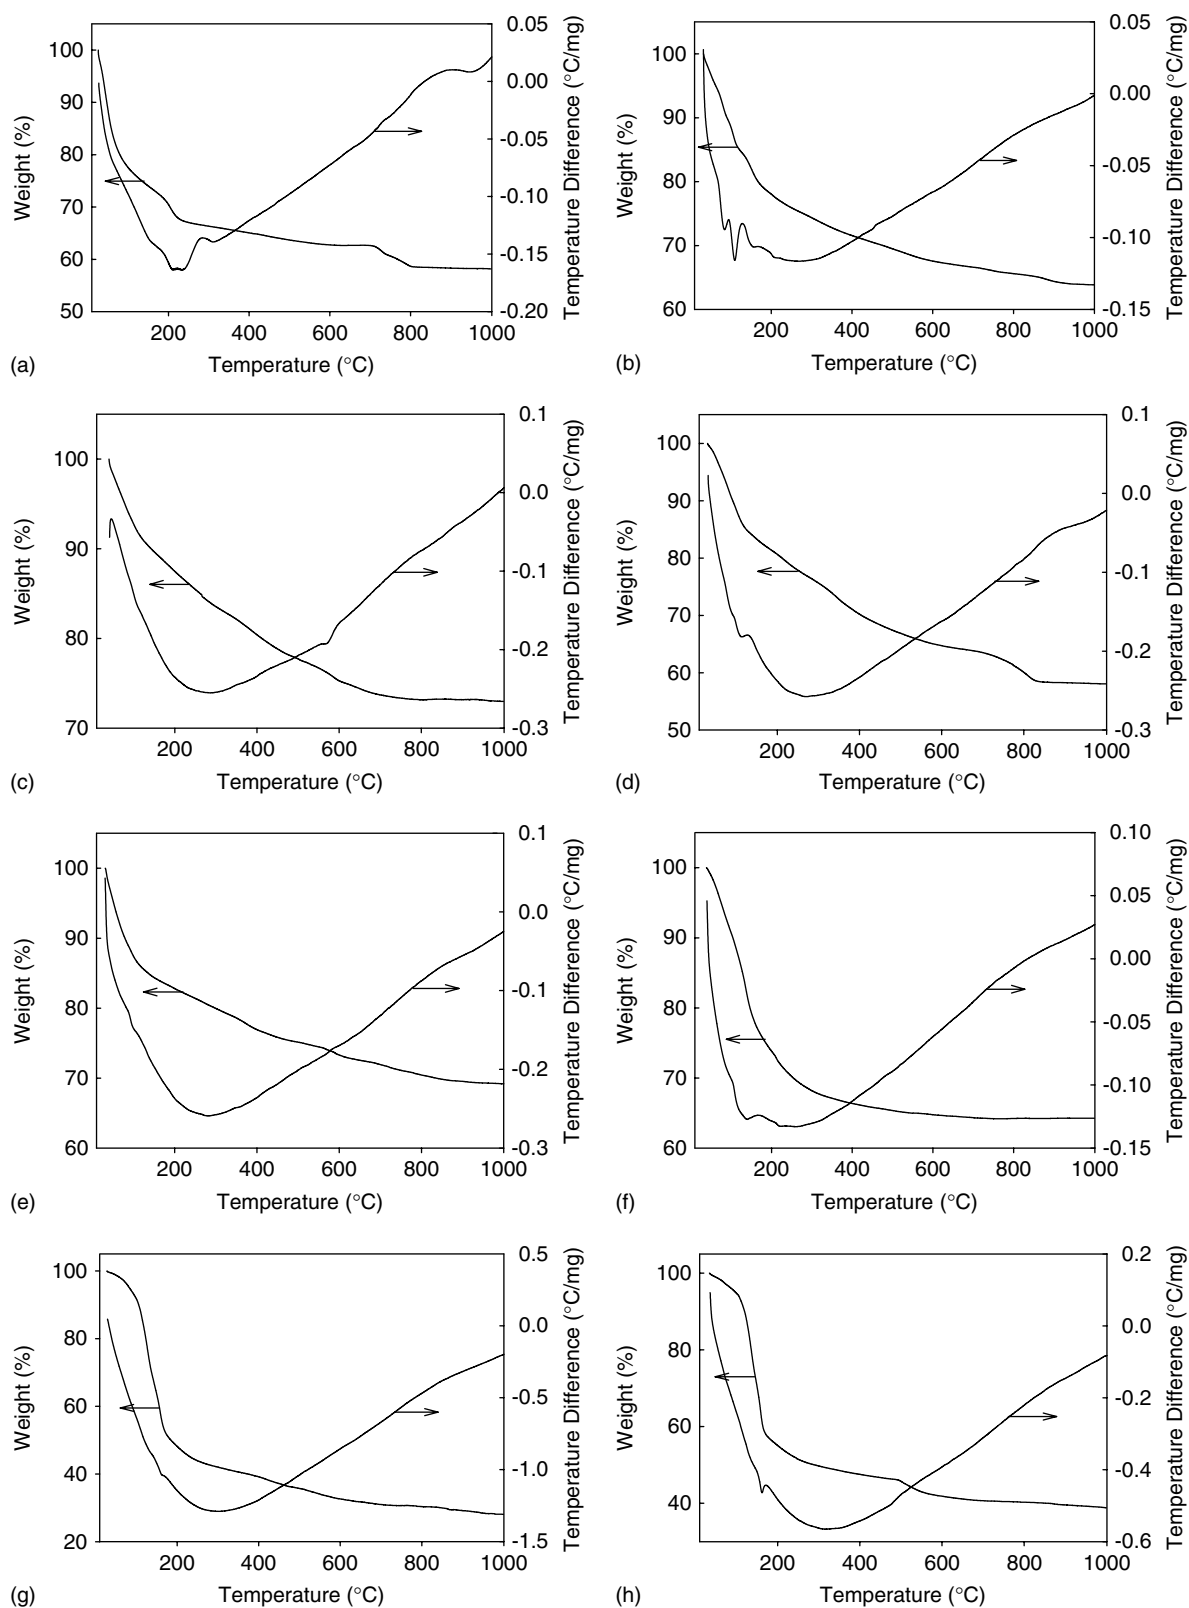 0.05
100
0.00
90
-0.05
80
-0.10
70
-0.15
60
50
-0.20
200 400 600 800 1000
Weight (%)
Temperature Difference (°C/mg)
Temperature (°C)
(a)
0.05
100
0.00
90
-0.05
80
-0.10
70
60
-0.15
200 400 600 800 1000
Weight (%)
Temperature Difference (°C/mg)
Temperature (°C)
(b)
0.1
100
0.0
90
-0.1
80
-0.2
70
-0.3
200 400 600 800 1000
Weight (%)
Temperature Difference (°C/mg)
Temperature (°C)
(c)
0.1
100
0.0
90
80
-0.1
70
-0.2
60
50
-0.3
200 400 600 800 1000
Weight (%)
Temperature Difference (°C/mg)
Temperature (°C)
(d)
0.1
100
0.0
90
-0.1
80
-0.2
70
60
-0.3
200 400 600 800 1000
Weight (%)
Temperature Difference (°C/mg)
Temperature (°C)
(e)
0.10
100
0.05
90
0.00
80
-0.05
70
-0.10
60
-0.15
200 400 600 800 1000
Weight (%)
Temperature Difference (°C/mg)
Temperature (°C)
(f)
0.5
100
0.0
80
-0.5
60
-1.0
40
20
-1.5
200 400 600 800 1000
Weight (%)
Temperature Difference (°C/mg)
Temperature (°C)
(g)
0.2
100
0.0
80
-0.2
60
-0.4
40
-0.6
200 400 600 800 1000
Weight (%)
Temperature Difference (°C/mg)
Temperature (°C)
(h)